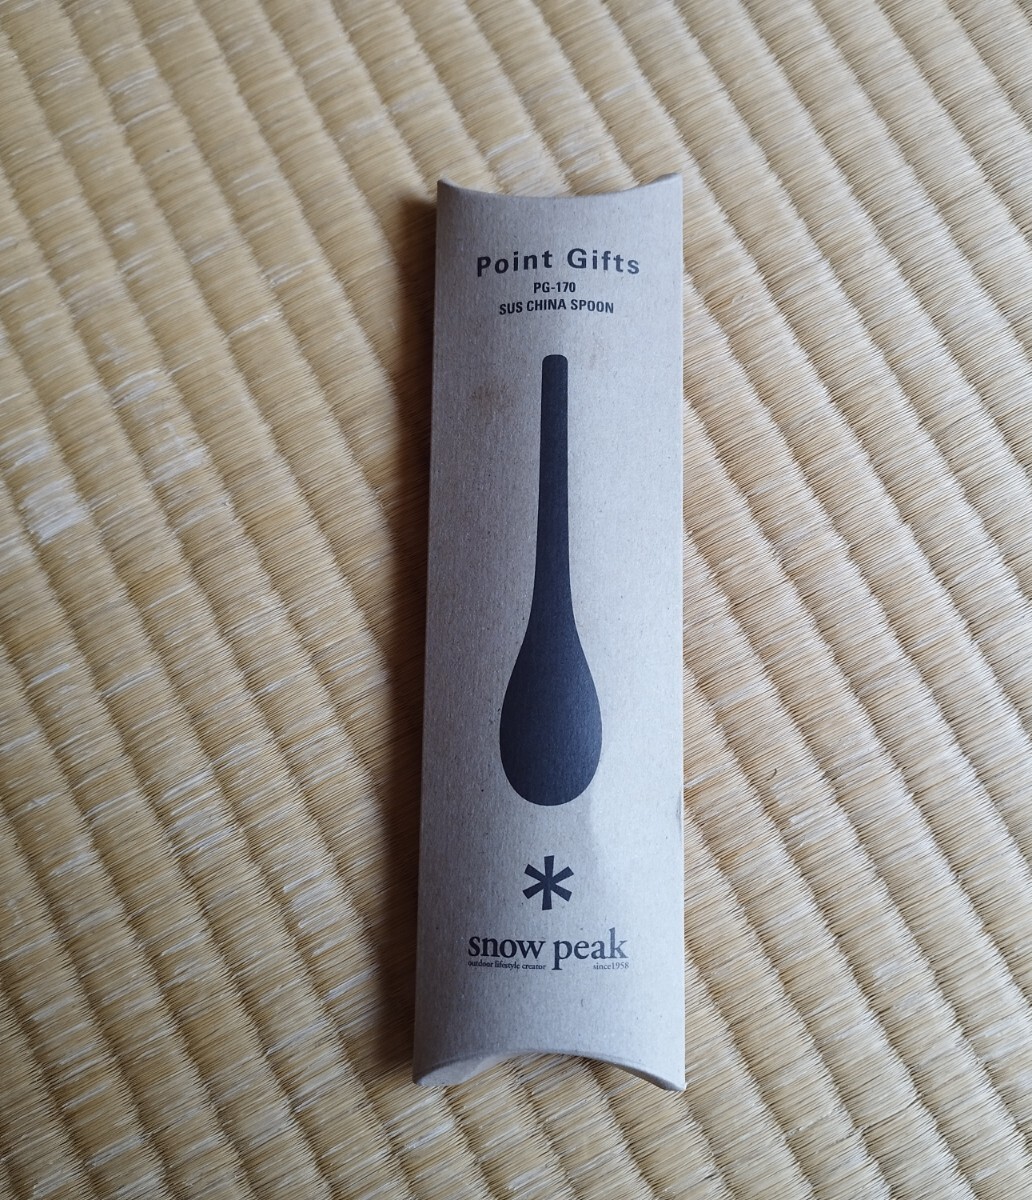 Point Gifts
PG-170
SUS CHINA SPOON
snow peak
outdoor lifestyle creator since1958